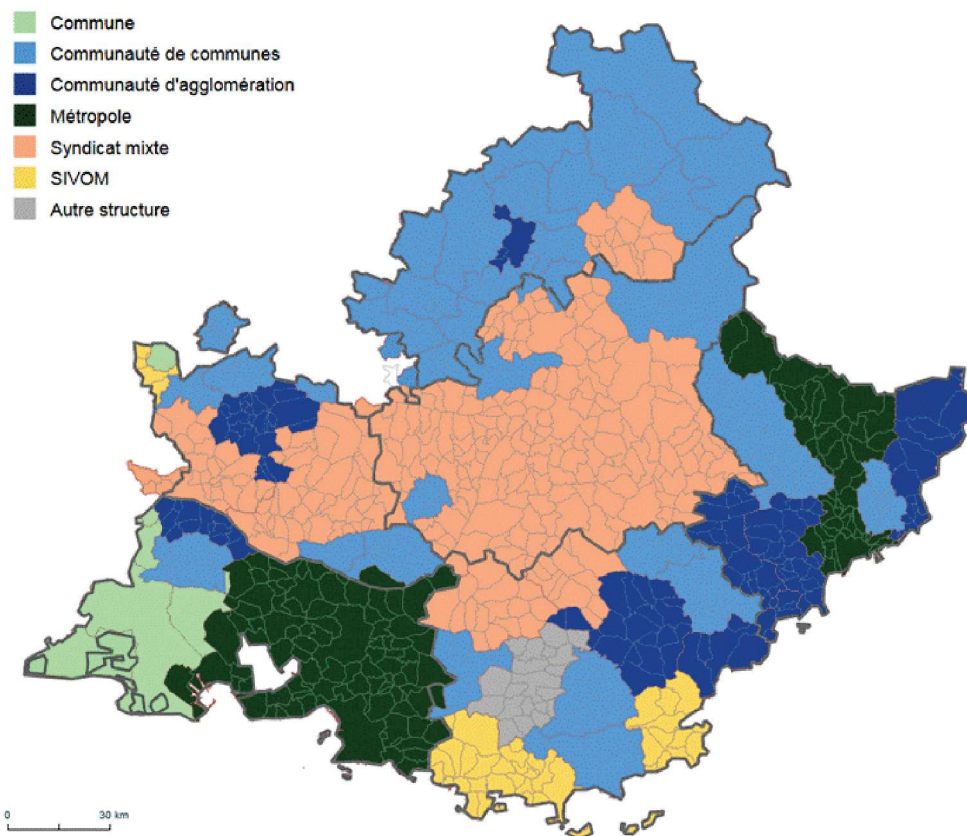 Commune
Communauté de communes
Communauté d'agglomération
Métropole
Syndicat mixte
SIVOM
Autre structure
0 30 km